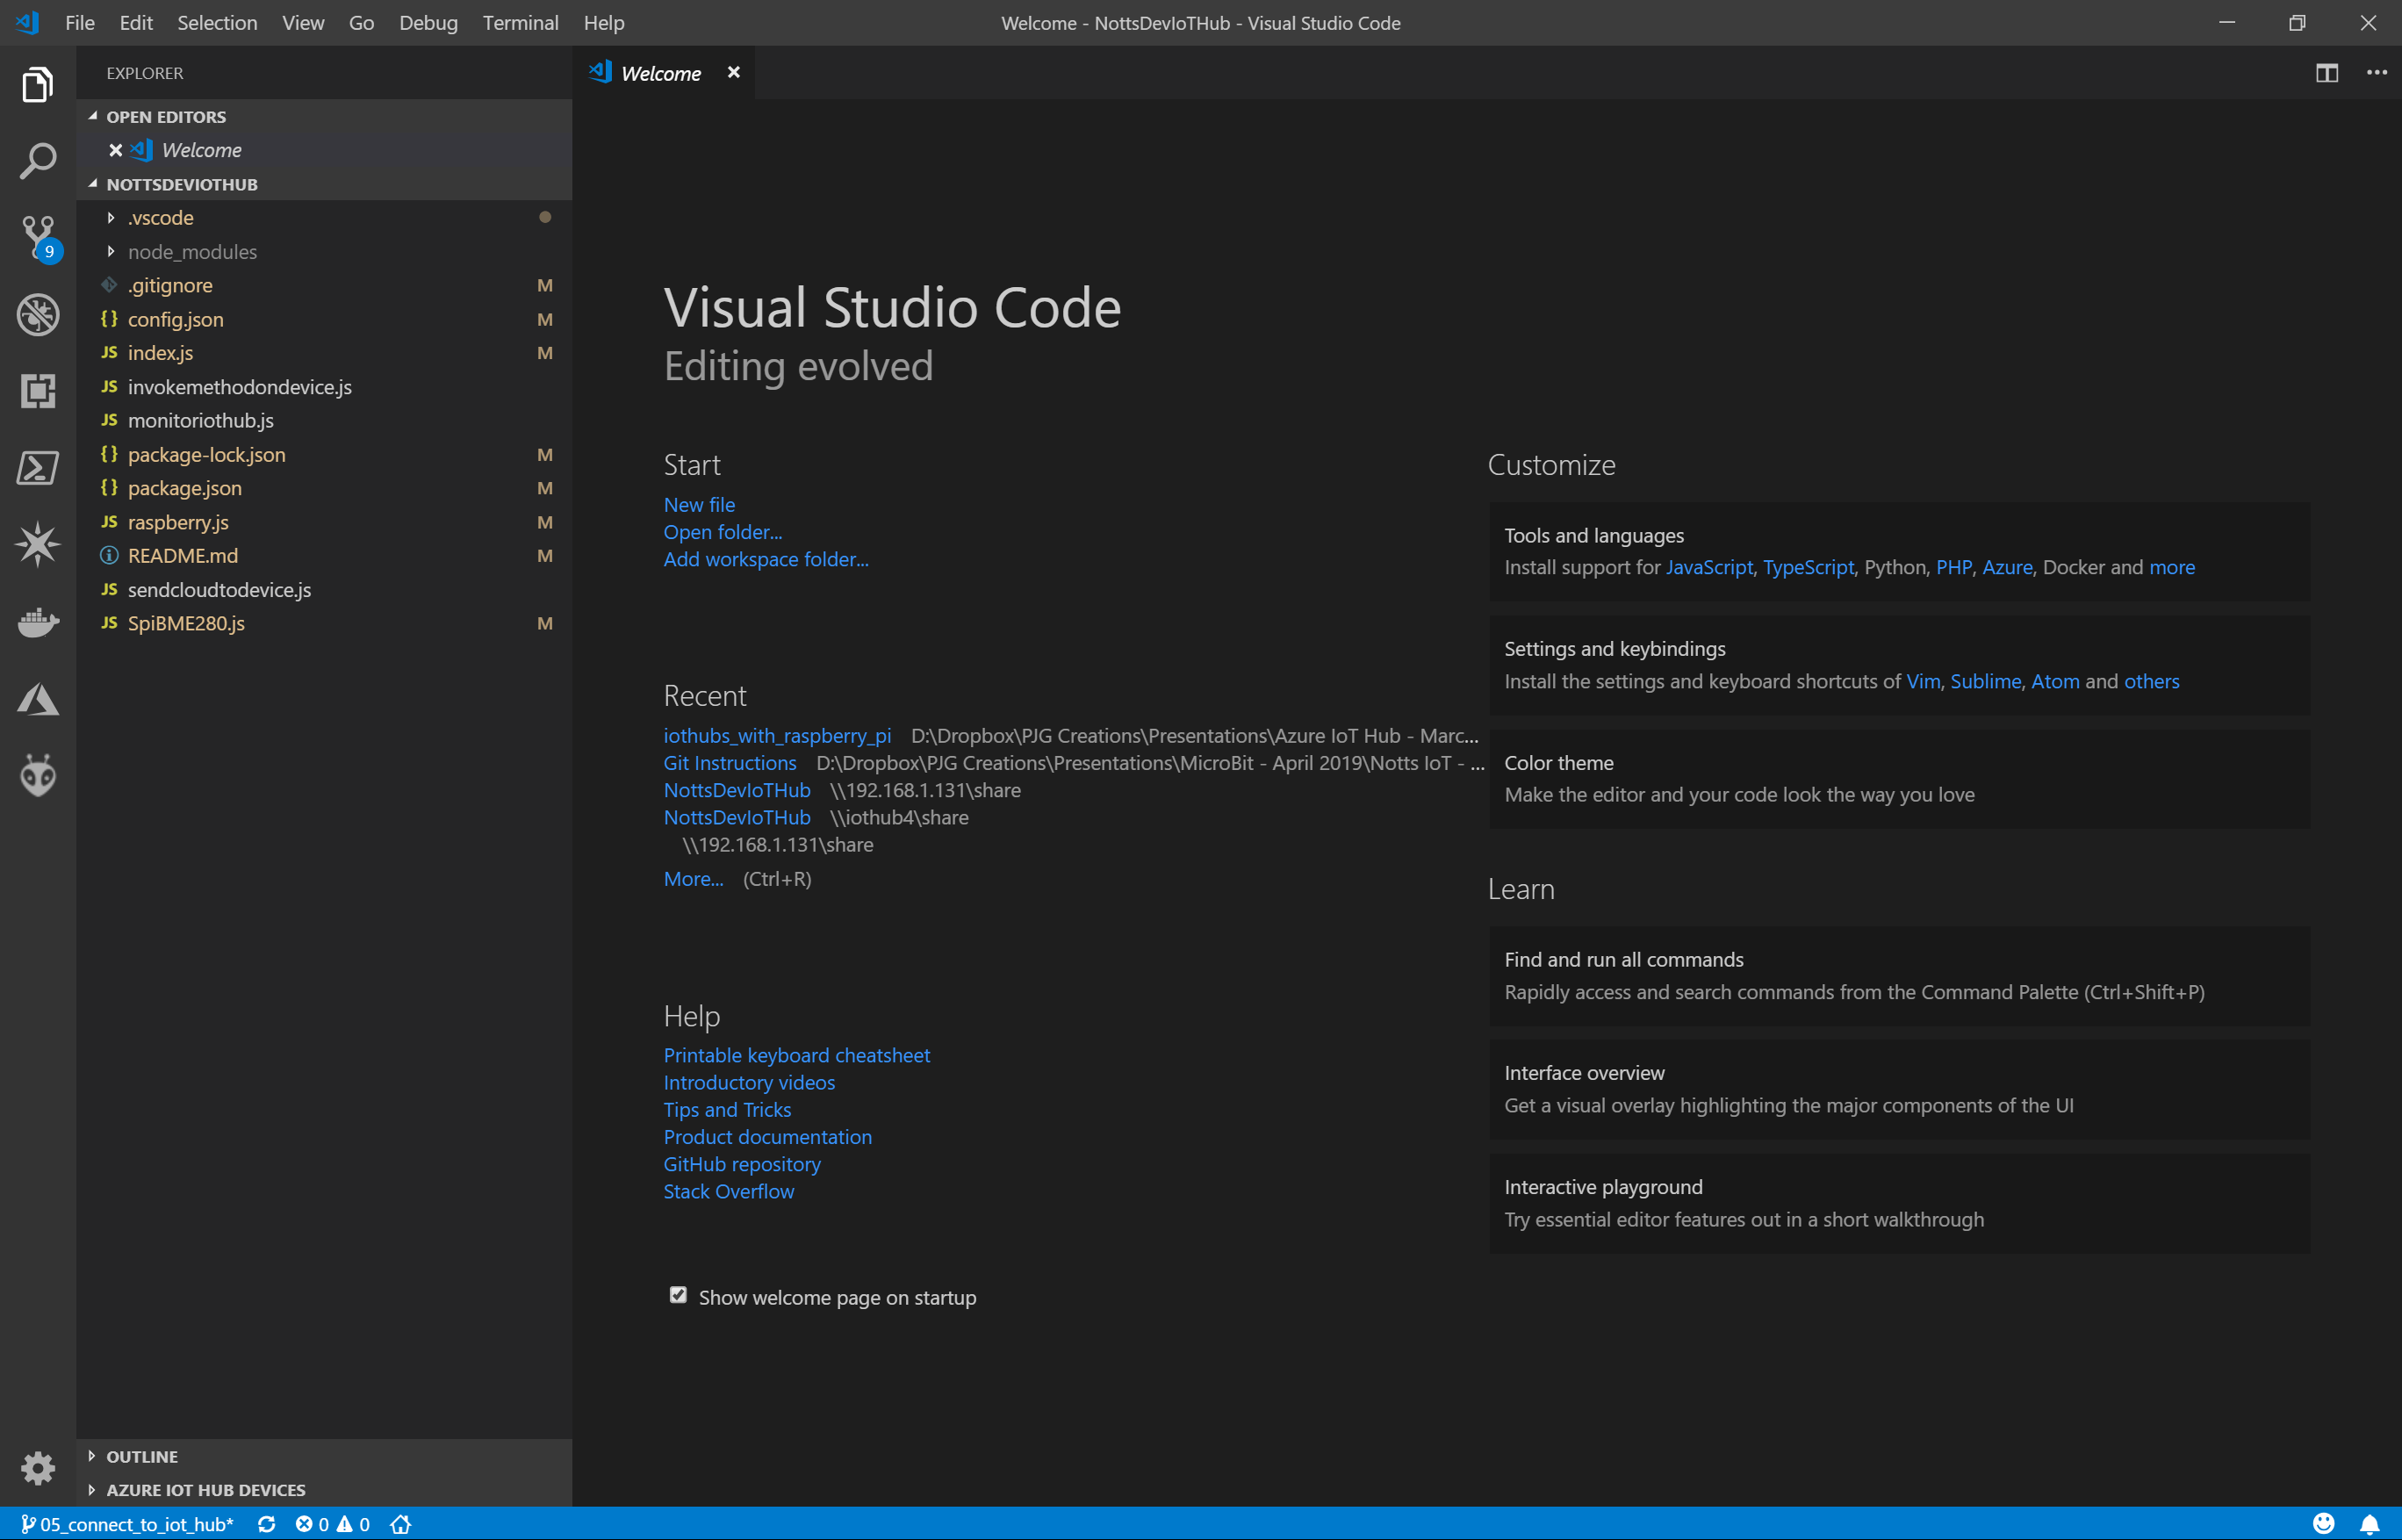 File Edit Selection View Go Debug Terminal Help
Welcome - NottsDevIoTHub - Visual Studio Code
EXPLORER
Welcome
OPEN EDITORS
Welcome
NOTTSDEVIOTHUB
.vscode
node_modules
.gitignore M
config.json M
index.js M
JS invokemethodondevice.js
JS monitoriothub.js
{} package-lock.json M
{} package.json M
JS raspberry.js M
README.md M
JS sendcloudtodevice.js
JS SpiBME280.js M
9
OUTLINE
AZURE IOT HUB DEVICES
Visual Studio Code
Editing evolved
Start
New file
Open folder...
Add workspace folder...
Recent
iothubs_with_raspberry_pi D:\Dropbox\PJG Creations\Presentations\Azure IoT Hub - Marc...
Git Instructions D:\Dropbox\PJG Creations\Presentations\MicroBit - April 2019\Notts IoT - ...
NottsDevIoTHub \\192.168.1.131\share
NottsDevIoTHub \\iothub4\share
\\192.168.1.131\share
More... (Ctrl+R)
Help
Printable keyboard cheatsheet
Introductory videos
Tips and Tricks
Product documentation
GitHub repository
Stack Overflow
Show welcome page on startup
Customize
Tools and languages
Install support for JavaScript, TypeScript, Python, PHP, Azure, Docker and more
Settings and keybindings
Install the settings and keyboard shortcuts of Vim, Sublime, Atom and others
Color theme
Make the editor and your code look the way you love
Learn
Find and run all commands
Rapidly access and search commands from the Command Palette (Ctrl+Shift+P)
Interface overview
Get a visual overlay highlighting the major components of the UI
Interactive playground
Try essential editor features out in a short walkthrough
05_connect_to_iot_hub* 0 0